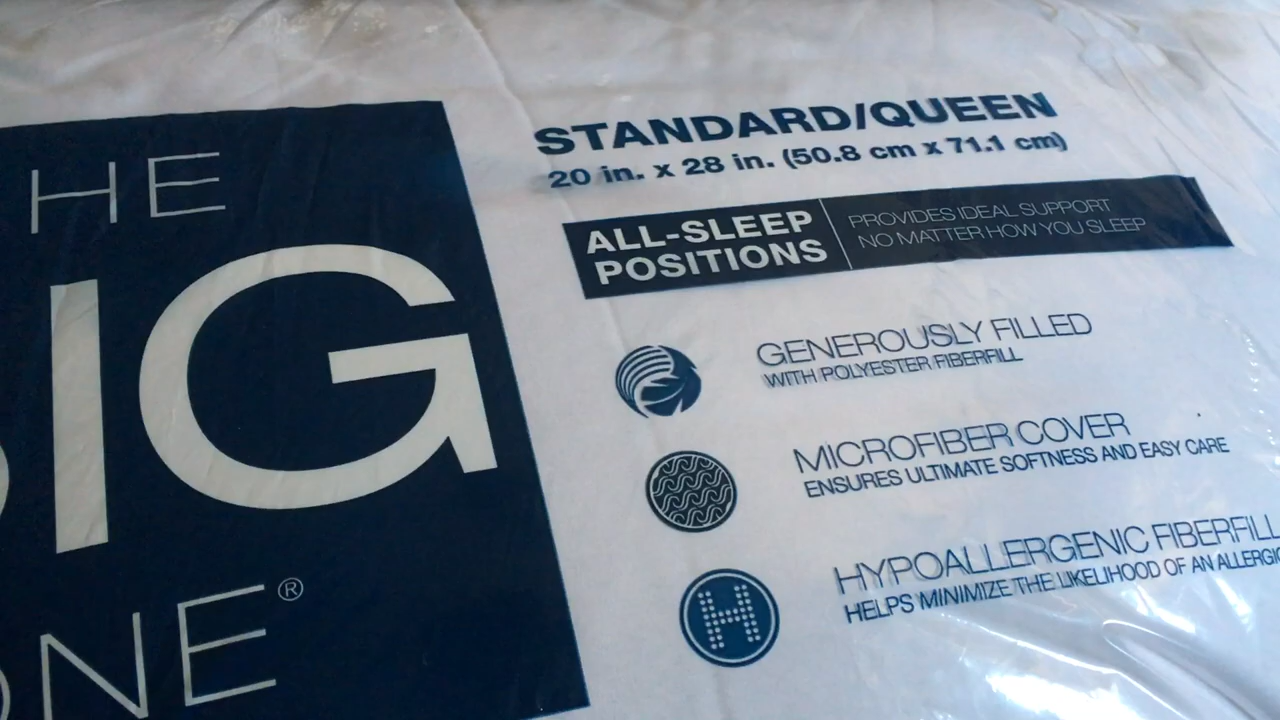 HE
IG
NE®
STANDARD/QUEEN
20 in. x 28 in. (50.8 cm x 71.1 cm)
ALL-SLEEP
POSITIONS
PROVIDES IDEAL SUPPORT
NO MATTER HOW YOU SLEEP
GENEROUSLY FILLED
WITH POLYESTER FIBERFILL
MICROFIBER COVER
ENSURES ULTIMATE SOFTNESS AND EASY CARE
H
HYPOALLERGENIC FIBERFILL
HELPS MINIMIZE THE LIKELIHOOD OF AN ALLERGI